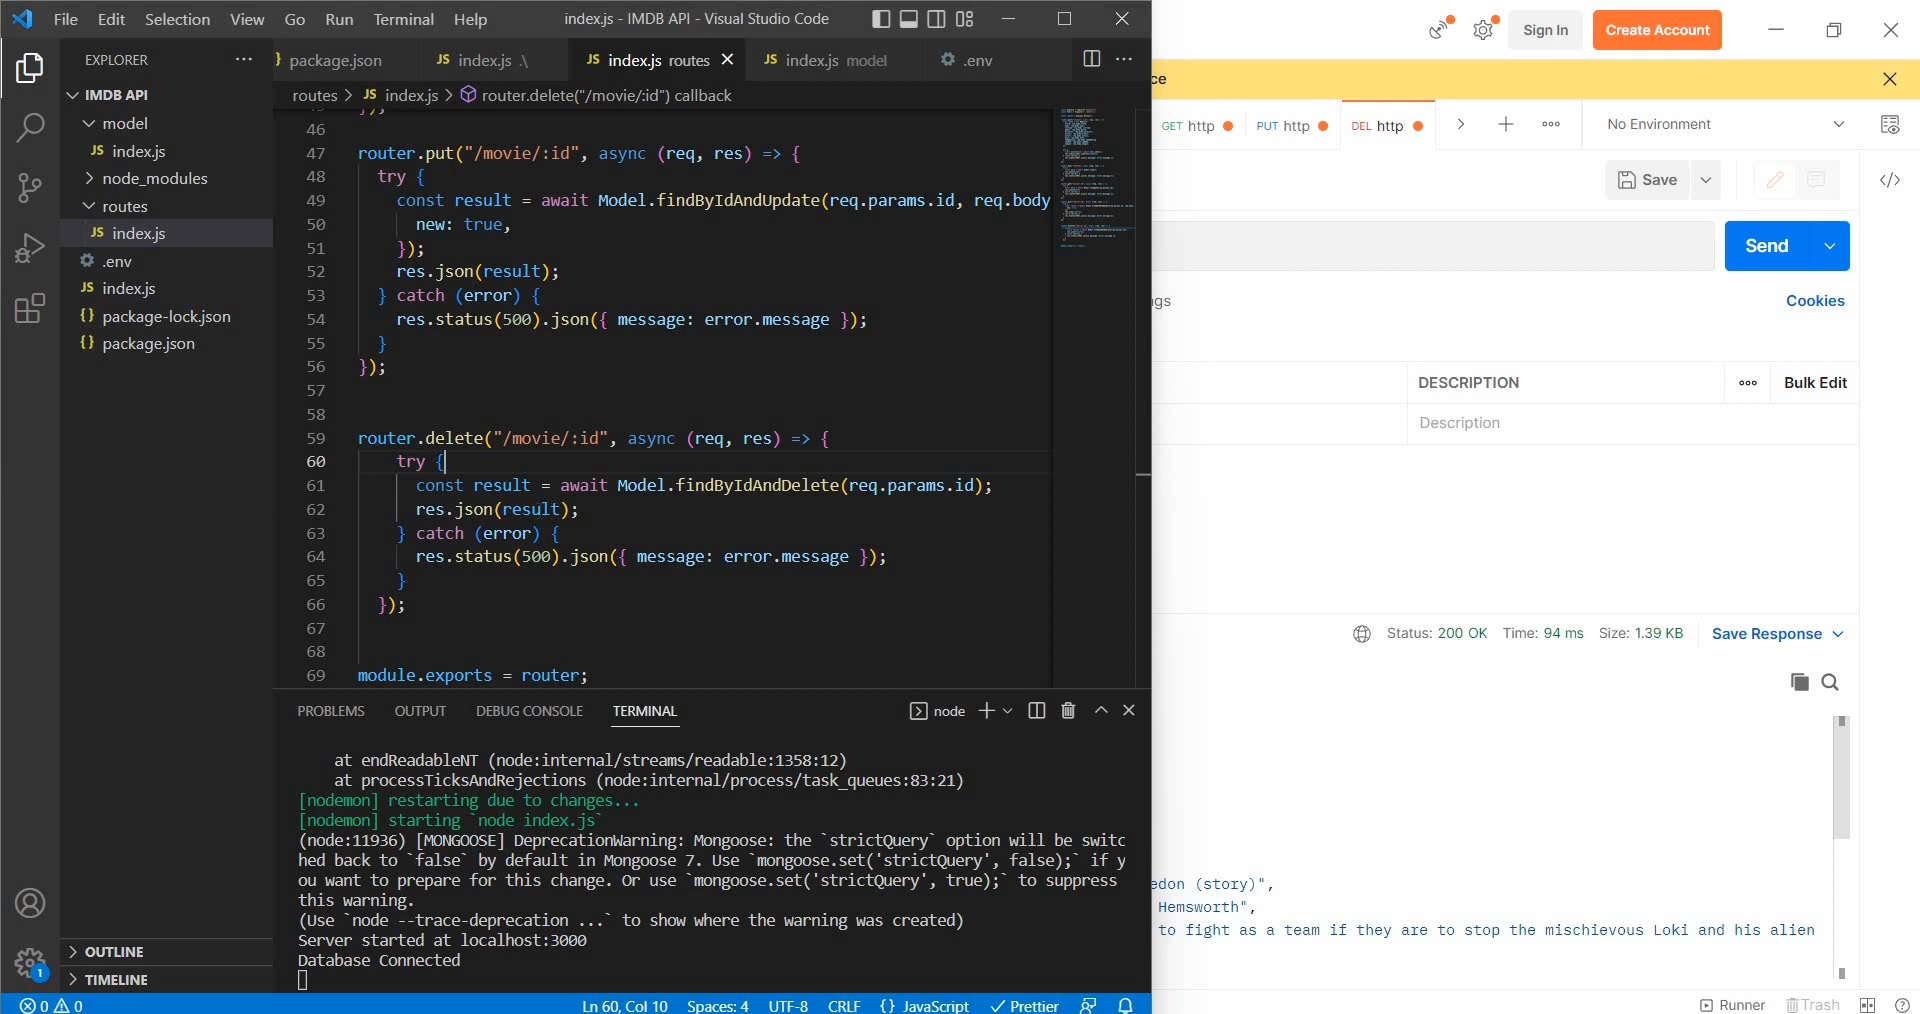 File Edit Selection View Go Run Terminal Help
index.js - IMDB API - Visual Studio Code
EXPLORER
IMDB API
model
JS index.js
node_modules
routes
JS index.js
.env
JS index.js
{} package-lock.json
{} package.json
OUTLINE
TIMELINE
1
} package.json JS index.js .\ JS index.js routes JS index.js model .env
routes > JS index.js > router.delete("/movie/:id") callback
46
47 router.put("/movie/:id", async (req, res) => {
48 try {
49 const result = await Model.findByIdAndUpdate(req.params.id, req.body
50 new: true,
51 });
52 res.json(result);
53 } catch (error) {
54 res.status(500).json({ message: error.message });
55 }
56 });
57
58
59 router.delete("/movie/:id", async (req, res) => {
60 try {
61 const result = await Model.findByIdAndDelete(req.params.id);
62 res.json(result);
63 } catch (error) {
64 res.status(500).json({ message: error.message });
65 }
66 });
67
68
69 module.exports = router;
PROBLEMS OUTPUT DEBUG CONSOLE TERMINAL
node
at endReadableNT (node:internal/streams/readable:1358:12)
at processTicksAndRejections (node:internal/process/task_queues:83:21)
[nodemon] restarting due to changes...
[nodemon] starting `node index.js`
(node:11936) [MONGOOSE] DeprecationWarning: Mongoose: the `strictQuery` option will be switc
hed back to `false` by default in Mongoose 7. Use `mongoose.set('strictQuery', false);` if y
ou want to prepare for this change. Or use `mongoose.set('strictQuery', true);` to suppress
this warning.
(Use `node --trace-deprecation ...` to show where the warning was created)
Server started at localhost:3000
Database Connected
0 0
Ln 60, Col 10 Spaces: 4 UTF-8 CRLF {} JavaScript Prettier
Sign In Create Account
ce
GET http PUT http DEL http
No Environment
Save
</>
Send
gs
Cookies
DESCRIPTION
Bulk Edit
Description
Status: 200 OK Time: 94 ms Size: 1.39 KB Save Response
edon (story)",
Hemsworth",
to fight as a team if they are to stop the mischievous Loki and his alien
Runner Trash